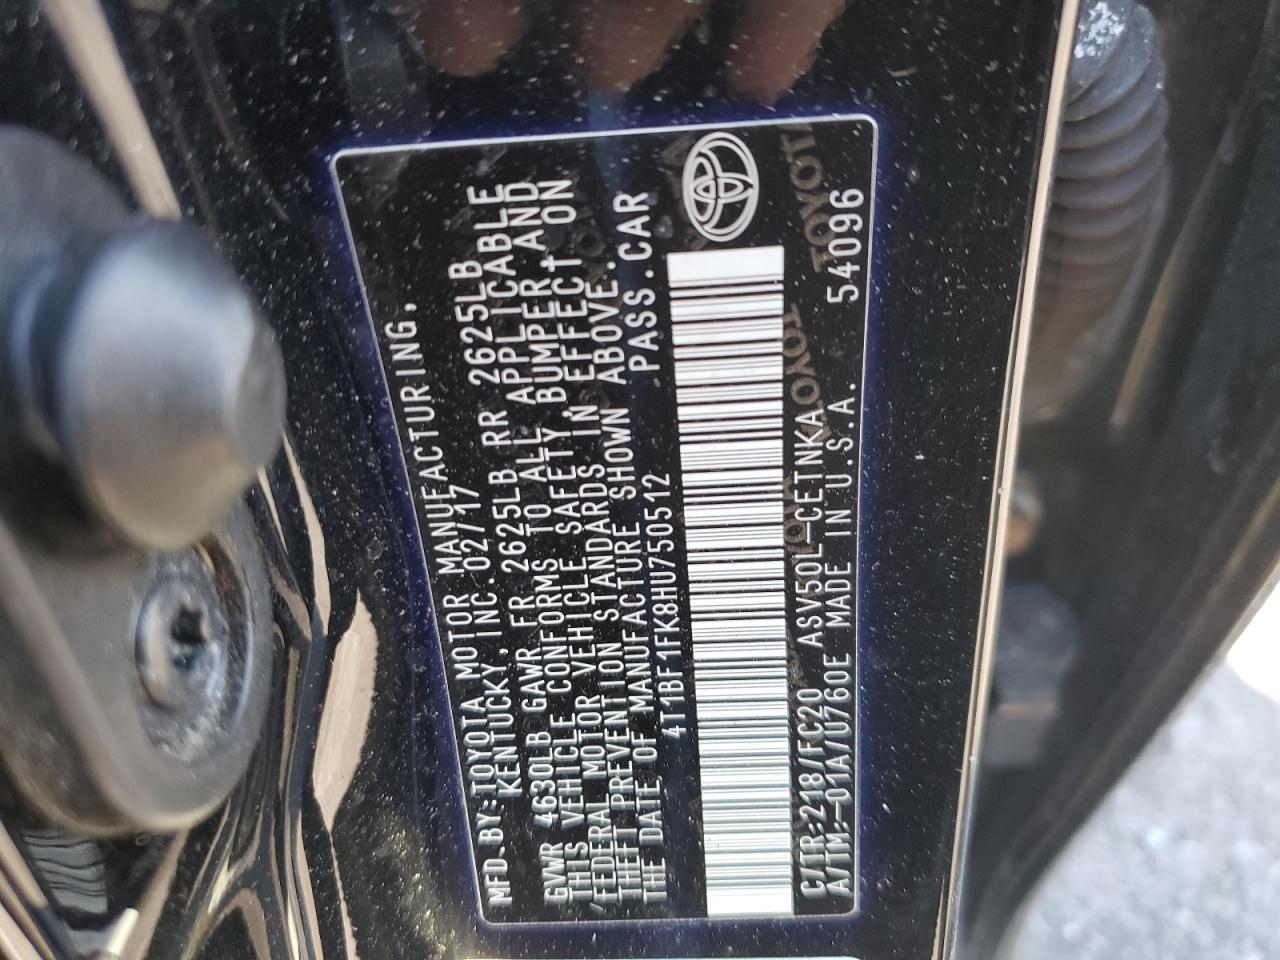 MFD.BY:TOYOTA MOTOR MANUFACTURING,
KENTUCKY, INC. 02/17
GVWR 4630LB GAWR FR 2625LB RR 2625LB
THIS VEHICLE CONFORMS TO ALL APPLICABLE
FEDERAL MOTOR VEHICLE SAFETY,BUMPER,AND
THEFT PREVENTION STANDARDS IN EFFECT ON
THE DATE OF MANUFACTURE SHOWN ABOVE.
4T1BF1FK8HU750512 PASS.CAR
C/TR:218/FC20 ASV50L-CETNKA
A/TM:-01A/U760E MADE IN U.S.A. 54096
TOYOTA
TOYOTA